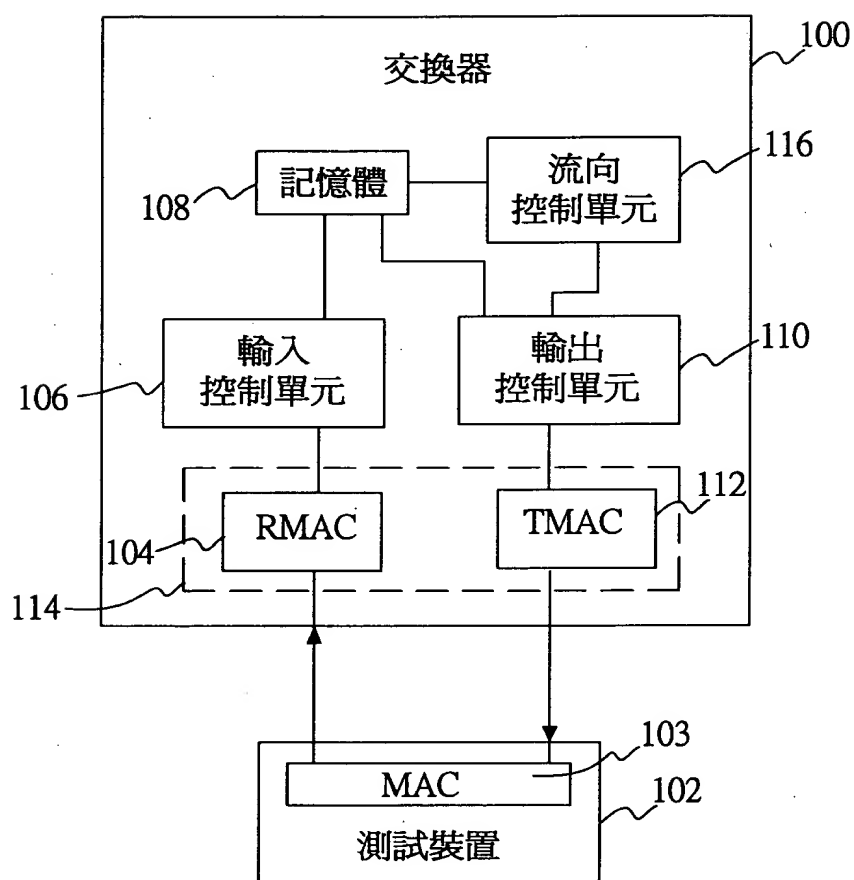 100
交換器
108
記憶體
流向
控制單元
116
輸入
控制單元
106
輸出
控制單元
110
104
RMAC
TMAC
112
114
MAC
103
102
測試裝置